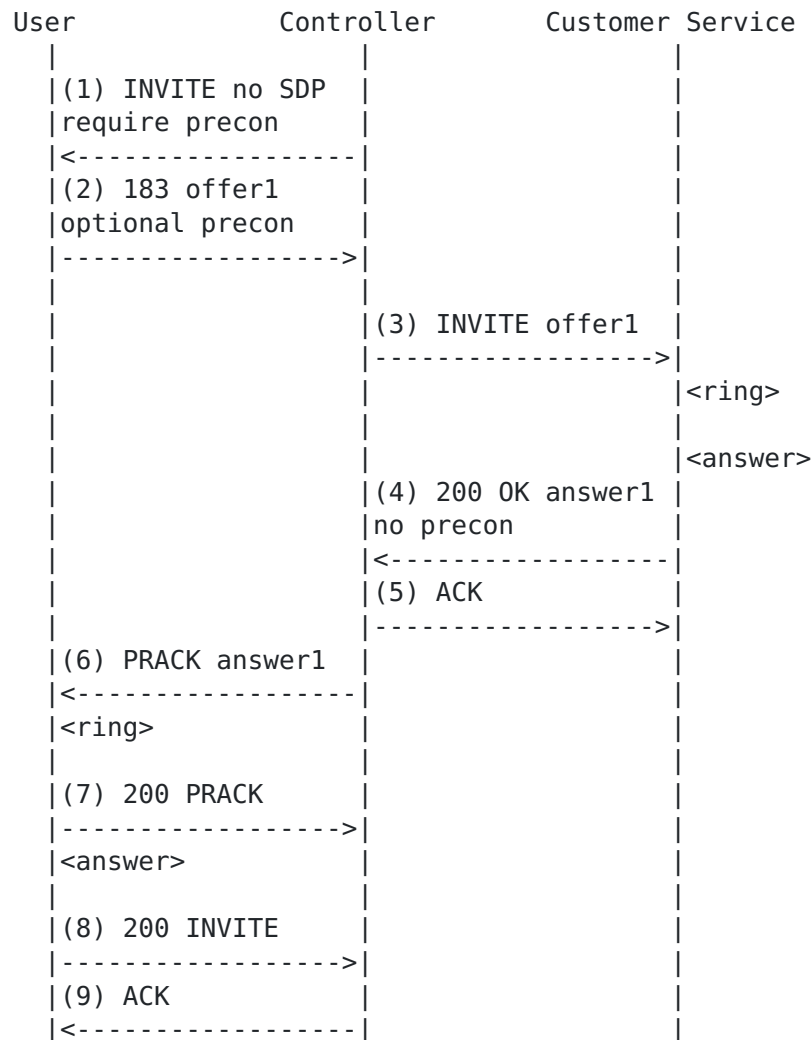 User Controller Customer Service
(1) INVITE no SDP
require precon
(2) 183 offer1
optional precon
(3) INVITE offer1
<ring>
<answer>
(4) 200 OK answer1
no precon
(5) ACK
(6) PRACK answer1
<ring>
(7) 200 PRACK
<answer>
(8) 200 INVITE
(9) ACK